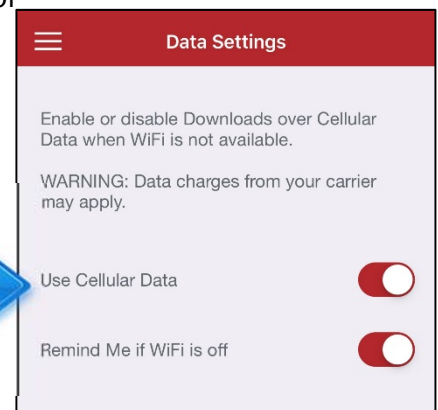 or
Data Settings
Enable or disable Downloads over Cellular
Data when WiFi is not available.
WARNING: Data charges from your carrier
may apply.
Use Cellular Data
Remind Me if WiFi is off